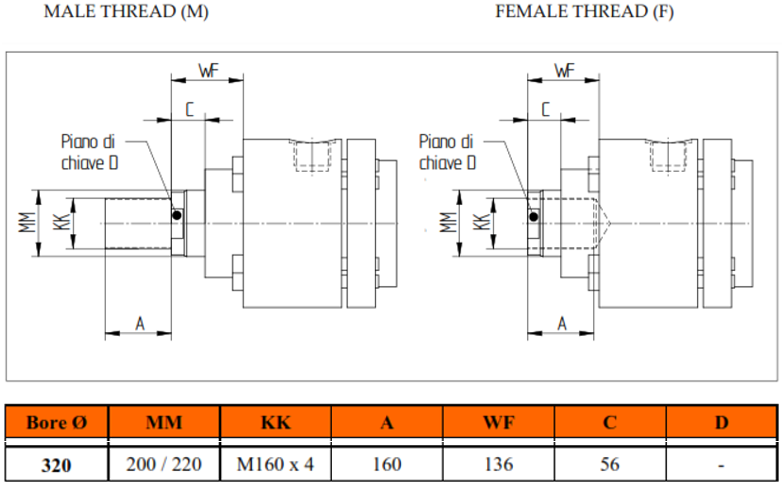 MALE THREAD (M)
FEMALE THREAD (F)
WF
C
Piano di
chiave D
MM
KK
A
WF
C
Piano di
chiave D
MM
KK
A
Bore Ø MM KK A WF C D
320 200 / 220 M160 x 4 160 136 56 -